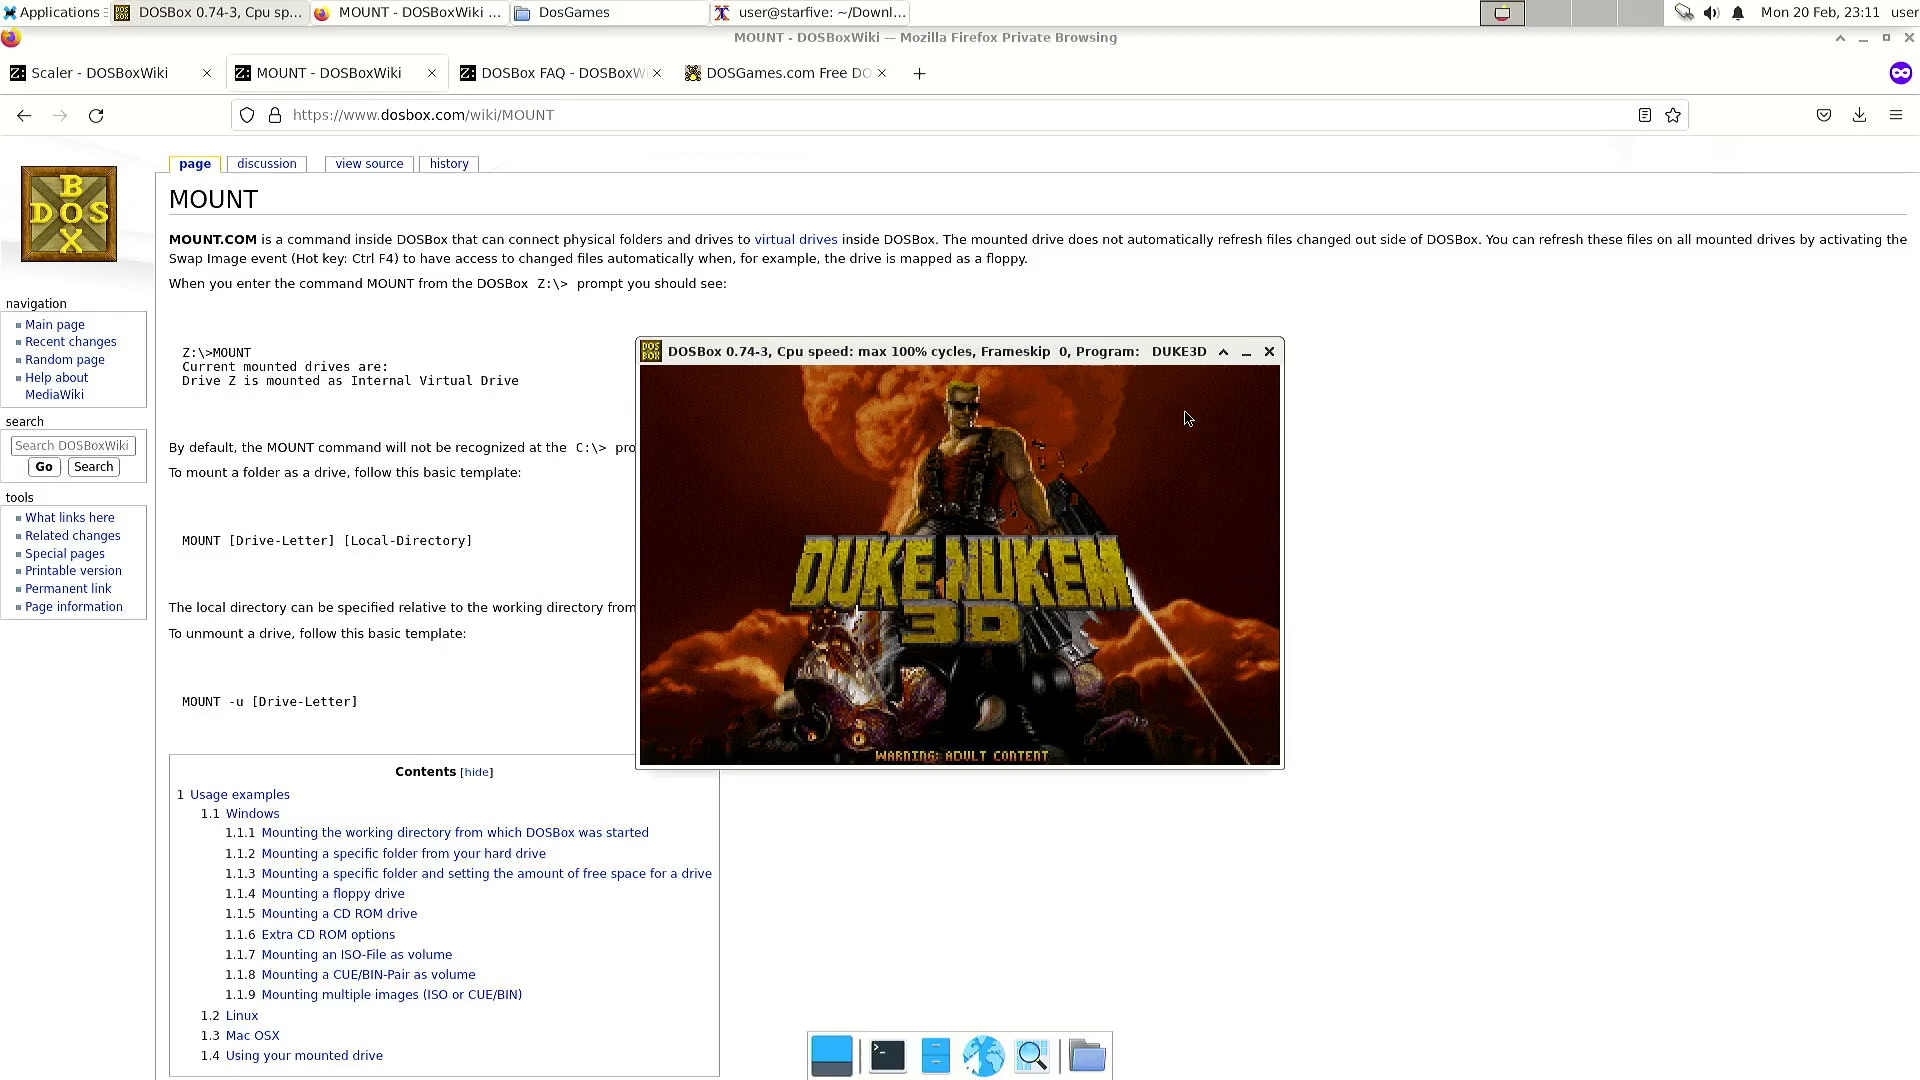 Applications
DOSBox 0.74-3, Cpu sp...
MOUNT - DOSBoxWiki ...
DosGames
user@starfive: ~/Downl...
Mon 20 Feb, 23:11
user
MOUNT - DOSBoxWiki — Mozilla Firefox Private Browsing
Z: Scaler - DOSBoxWiki
Z: MOUNT - DOSBoxWiki
Z: DOSBox FAQ - DOSBoxW
DOSGames.com Free DO
https://www.dosbox.com/wiki/MOUNT
DOS
BOX
page
discussion
view source
history
MOUNT
MOUNT.COM is a command inside DOSBox that can connect physical folders and drives to virtual drives inside DOSBox. The mounted drive does not automatically refresh files changed out side of DOSBox. You can refresh these files on all mounted drives by activating the
Swap Image event (Hot key: Ctrl F4) to have access to changed files automatically when, for example, the drive is mapped as a floppy.
When you enter the command MOUNT from the DOSBox Z:\> prompt you should see:
Z:\>MOUNT
Current mounted drives are:
Drive Z is mounted as Internal Virtual Drive
By default, the MOUNT command will not be recognized at the C:\> pro
To mount a folder as a drive, follow this basic template:
MOUNT [Drive-Letter] [Local-Directory]
The local directory can be specified relative to the working directory from
To unmount a drive, follow this basic template:
MOUNT -u [Drive-Letter]
navigation
Main page
Recent changes
Random page
Help about
MediaWiki
search
Search DOSBoxWiki
Go
Search
tools
What links here
Related changes
Special pages
Printable version
Permanent link
Page information
DOSBox 0.74-3, Cpu speed: max 100% cycles, Frameskip 0, Program: DUKE3D
DUKE NUKEM
3D
WARNING: ADULT CONTENT
Contents [hide]
1 Usage examples
1.1 Windows
1.1.1 Mounting the working directory from which DOSBox was started
1.1.2 Mounting a specific folder from your hard drive
1.1.3 Mounting a specific folder and setting the amount of free space for a drive
1.1.4 Mounting a floppy drive
1.1.5 Mounting a CD ROM drive
1.1.6 Extra CD ROM options
1.1.7 Mounting an ISO-File as volume
1.1.8 Mounting a CUE/BIN-Pair as volume
1.1.9 Mounting multiple images (ISO or CUE/BIN)
1.2 Linux
1.3 Mac OSX
1.4 Using your mounted drive